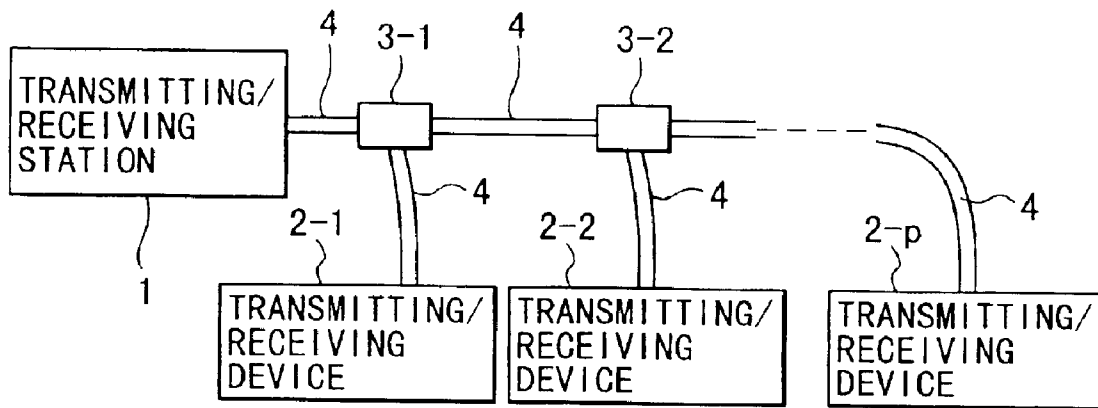 4
3-1
4
3-2
TRANSMITTING/
RECEIVING
STATION
4
4
4
1
2-1
2-2
2-p
TRANSMITTING/
RECEIVING
DEVICE
TRANSMITTING/
RECEIVING
DEVICE
TRANSMITTING/
RECEIVING
DEVICE